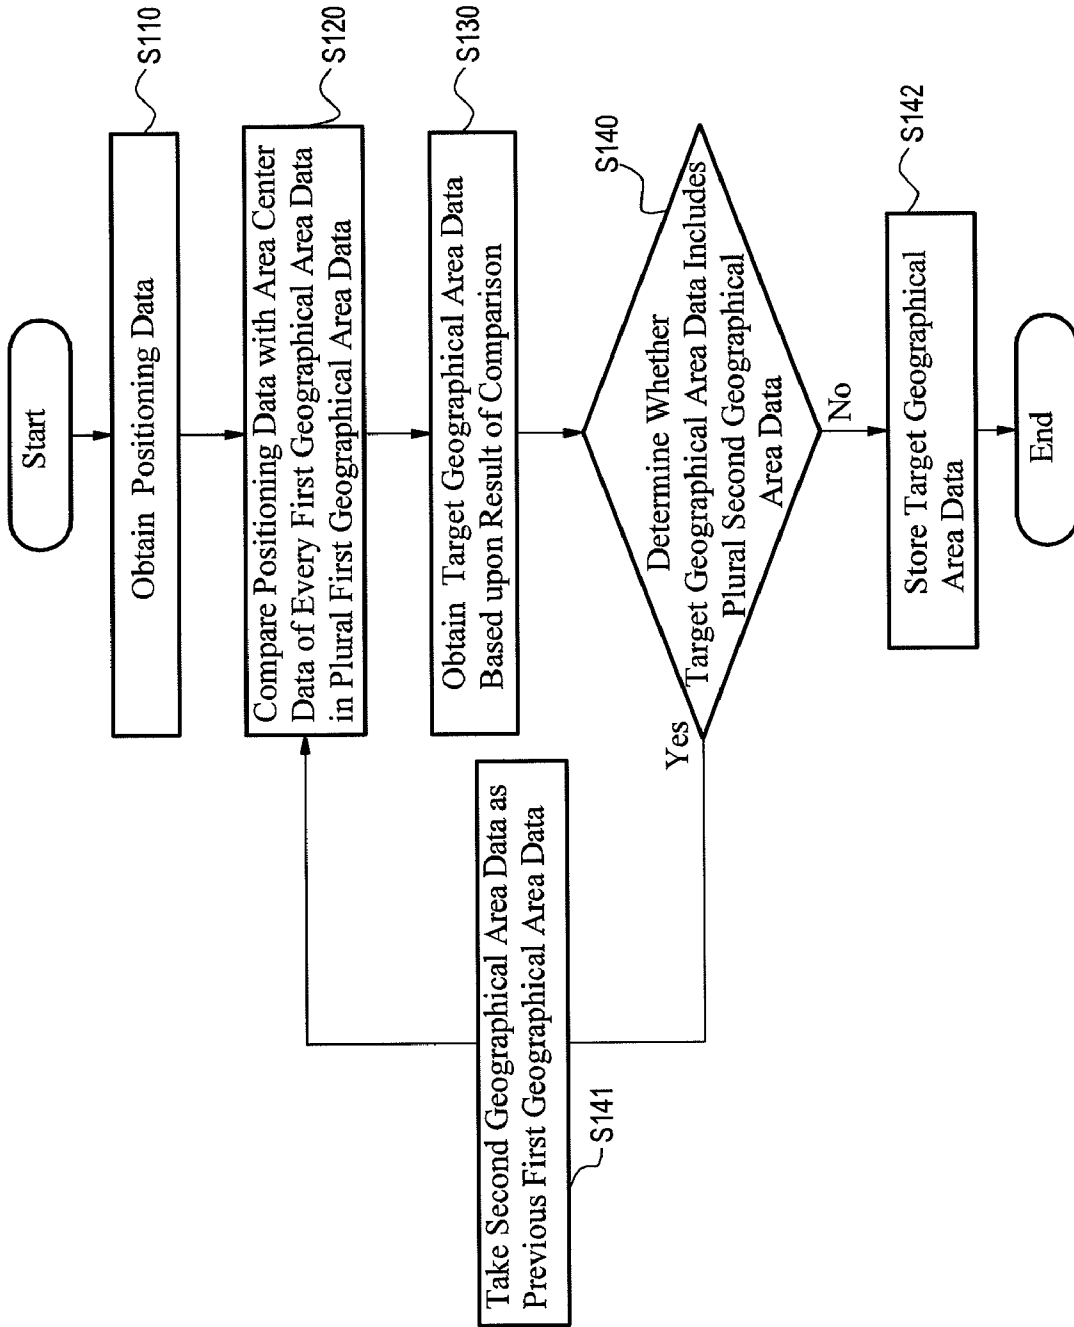 Start
Obtain Positioning Data
S110
Compare Positioning Data with Area Center
Data of Every First Geographical Area Data
in Plural First Geographical Area Data
S120
Obtain Target Geographical Area Data
Based upon Result of Comparison
S130
Determine Whether
Target Geographical Area Data Includes
Plural Second Geographical
Area Data
S140
Yes
No
Take Second Geographical Area Data as
Previous First Geographical Area Data
S141
Store Target Geographical
Area Data
S142
End